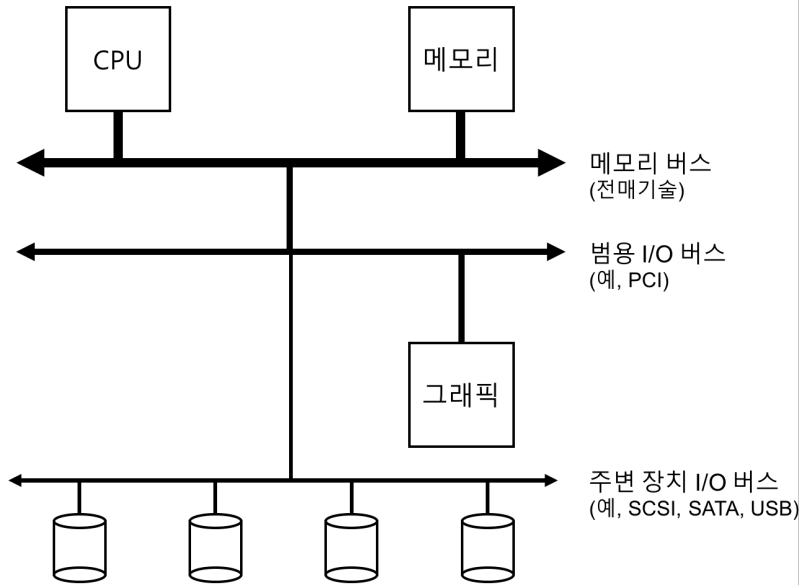 CPU
메모리
메모리 버스
(전매기술)
범용 I/O 버스
(예, PCI)
그래픽
주변 장치 I/O 버스
(예, SCSI, SATA, USB)